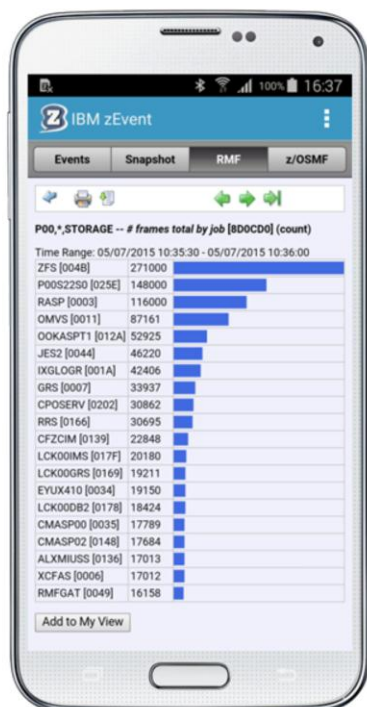 100% 16:37
Z IBM zEvent
Events Snapshot RMF z/OSMF
P00,*,STORAGE -- # frames total by job [8D0CD0] (count)
Time Range: 05/07/2015 10:35:30 - 05/07/2015 10:36:00
ZFS [004B] 271000
P00S22S0 [025E] 148000
RASP [0003] 116000
OMVS [0011] 87161
OOKASPT1 [012A] 52925
JES2 [0044] 46220
IXGLOGR [001A] 42406
GRS [0007] 33937
CPOSERV [0202] 30862
RRS [0166] 30695
CFZCIM [0139] 22848
LCK00IMS [017F] 20180
LCK00GRS [0169] 19211
EYUX410 [0034] 19150
LCK00DB2 [0178] 18424
CMASP00 [0035] 17789
CMASP02 [0148] 17684
ALXMIUSS [0136] 17013
XCFAS [0006] 17012
RMFGAT [0049] 16158
Add to My View